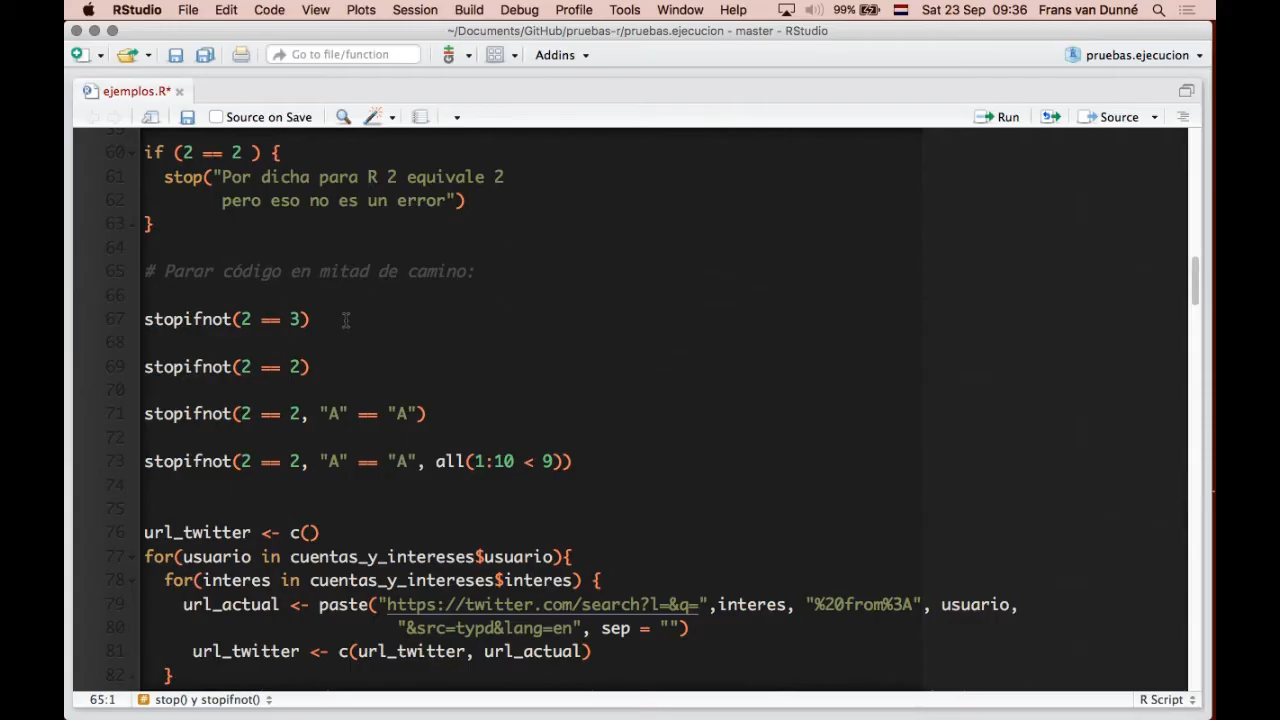 RStudio File Edit Code View Plots Session Build Debug Profile Tools Window Help 99% Sat 23 Sep 09:36 Frans van Dunné
~/Documents/GitHub/pruebas-r/pruebas.ejecucion - master - RStudio
Go to file/function Addins pruebas.ejecucion
ejemplos.R*
Source on Save Run Source
60 if (2 == 2 ) {
61 stop("Por dicha para R 2 equivale 2
62 pero eso no es un error")
63 }
64
65 # Parar código en mitad de camino:
66
67 stopifnot(2 == 3)
68
69 stopifnot(2 == 2)
70
71 stopifnot(2 == 2, "A" == "A")
72
73 stopifnot(2 == 2, "A" == "A", all(1:10 < 9))
74
75
76 url_twitter <- c()
77 for(usuario in cuentas_y_intereses$usuario){
78 for(interes in cuentas_y_intereses$interes) {
79 url_actual <- paste("https://twitter.com/search?l=&q=",interes, "%20from%3A", usuario,
80 "&src=typd&lang=en", sep = "")
81 url_twitter <- c(url_twitter, url_actual)
82 }
65:1 # stop() y stopifnot() R Script